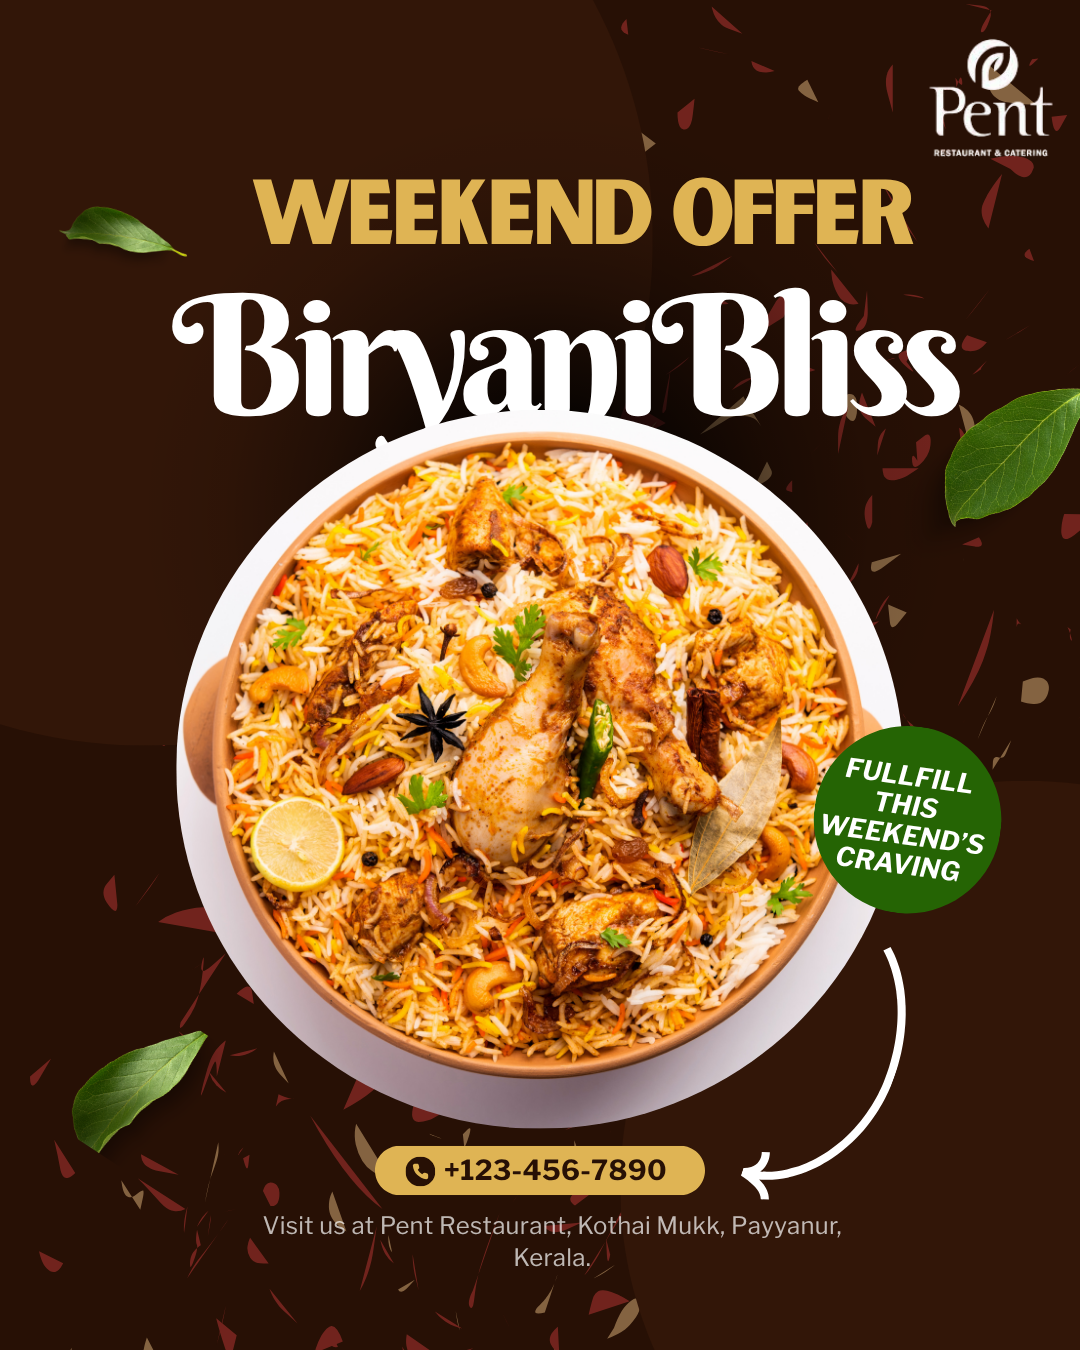 Pent
RESTAURANT & CATERING
WEEKEND OFFER
Biryani Bliss
FULLFILL
THIS
WEEKEND'S
CRAVING
+123-456-7890
Visit us at Pent Restaurant, Kothai Mukk, Payyanur,
Kerala.